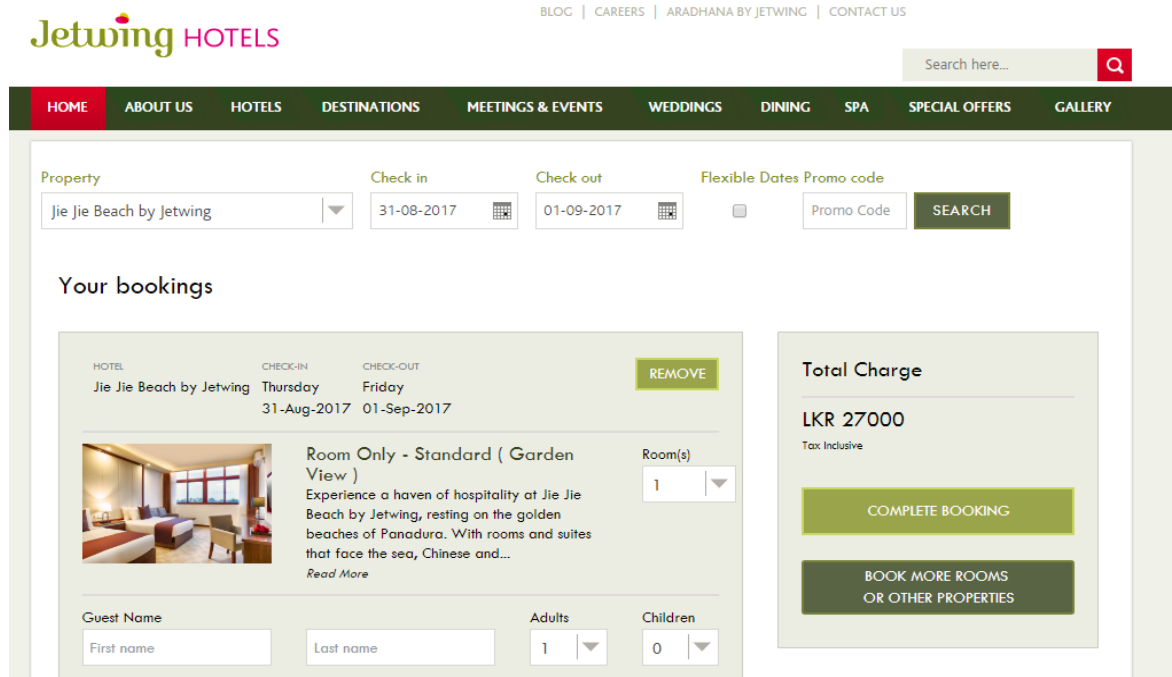 BLOG | CAREERS | ARADHANA BY JETWING | CONTACT US
Jetwing HOTELS
Search here...
HOME ABOUT US HOTELS DESTINATIONS MEETINGS & EVENTS WEDDINGS DINING SPA SPECIAL OFFERS GALLERY
Property Check in Check out Flexible Dates Promo code
Jie Jie Beach by Jetwing 31-08-2017 01-09-2017 Promo Code SEARCH
Your bookings
HOTEL CHECK-IN CHECK-OUT
Jie Jie Beach by Jetwing Thursday Friday
31-Aug-2017 01-Sep-2017
REMOVE
Room Only - Standard ( Garden
View )
Experience a haven of hospitality at Jie Jie
Beach by Jetwing, resting on the golden
beaches of Panadura. With rooms and suites
that face the sea, Chinese and...
Read More
Room(s)
1
Guest Name Adults Children
First name Last name 1 0
Total Charge
LKR 27000
Tax Inclusive
COMPLETE BOOKING
BOOK MORE ROOMS
OR OTHER PROPERTIES